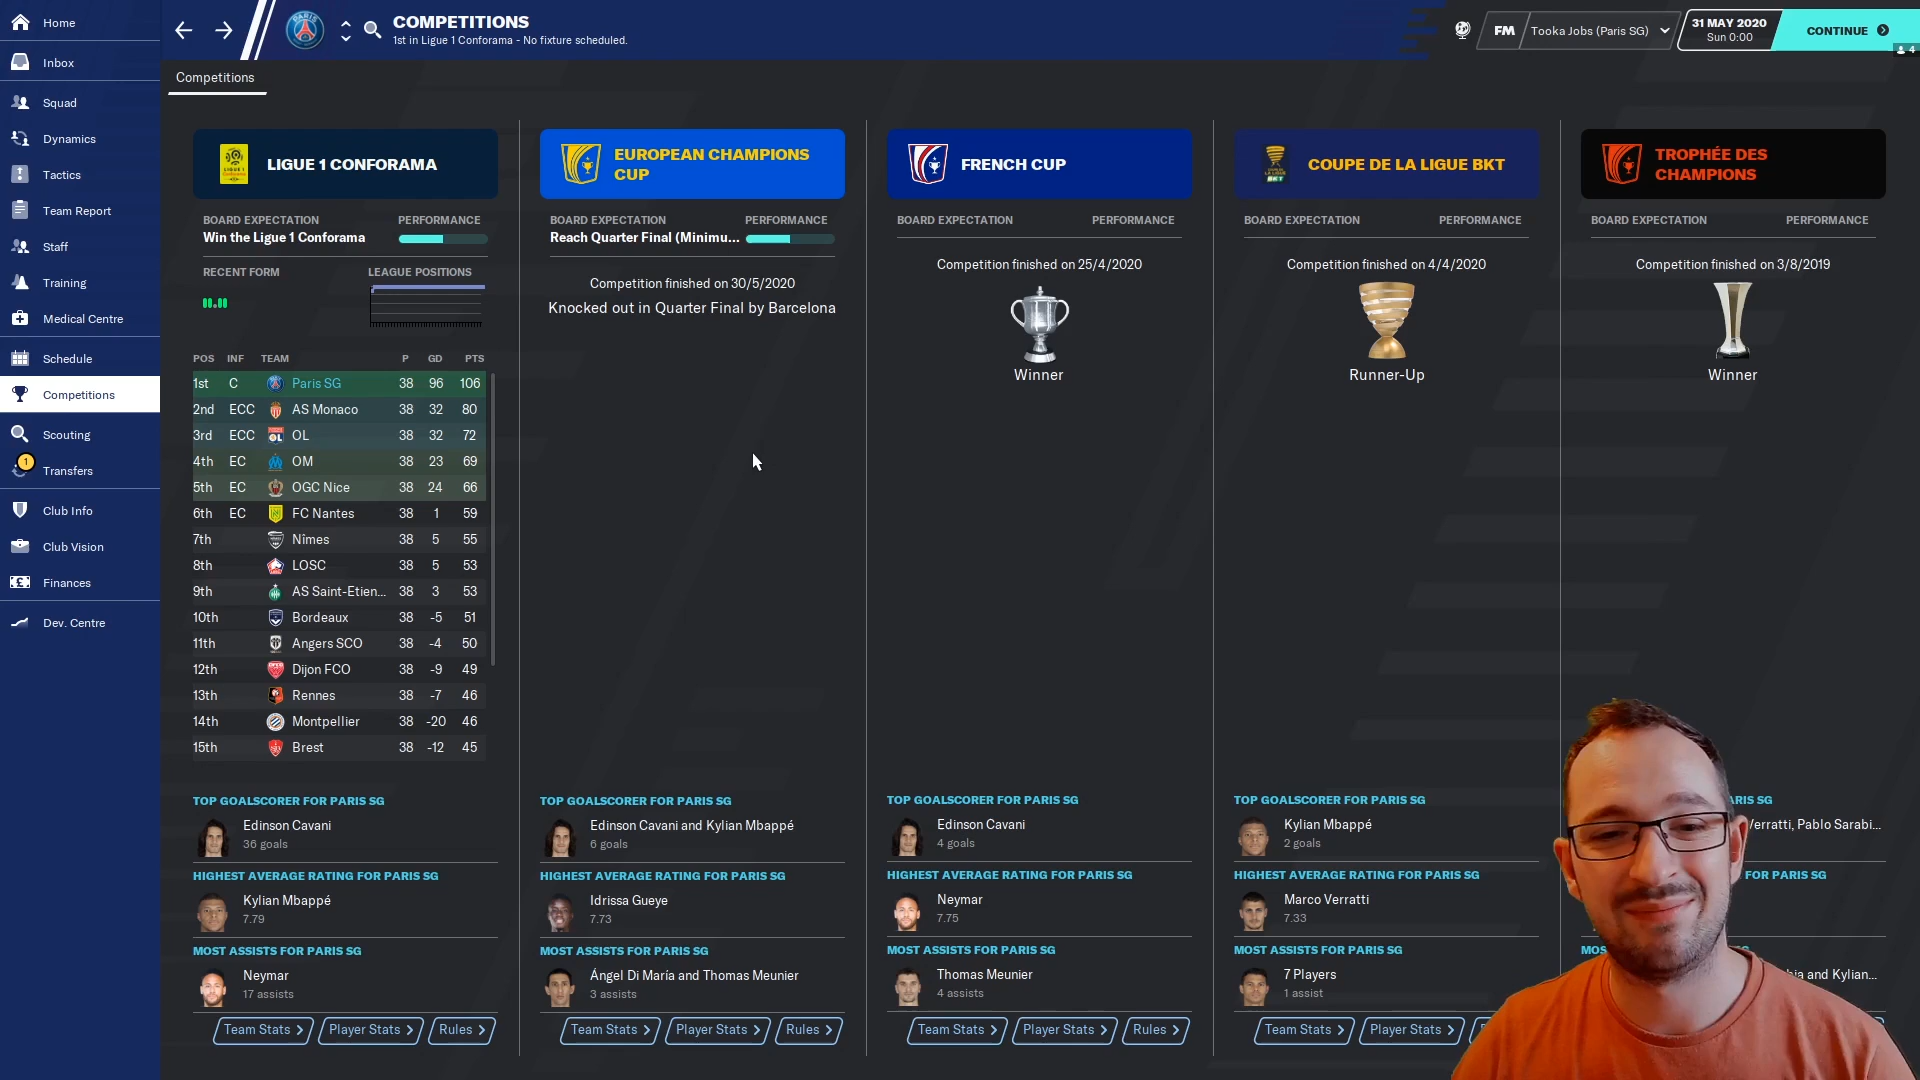 Home
Inbox
Squad
Dynamics
Tactics
Team Report
Staff
Training
Medical Centre
Schedule
Competitions
Scouting
1
Transfers
Club Info
Club Vision
Finances
Dev. Centre
COMPETITIONS
1st in Ligue 1 Conforama - No fixture scheduled.
FM
Tooka Jobs (Paris SG)
31 MAY 2020
Sun 0:00
CONTINUE
4
Competitions
LIGUE 1 CONFORAMA
BOARD EXPECTATION PERFORMANCE
Win the Ligue 1 Conforama
RECENT FORM LEAGUE POSITIONS
POS INF TEAM P GD PTS
1st C Paris SG 38 96 106
2nd ECC AS Monaco 38 32 80
3rd ECC OL 38 32 72
4th EC OM 38 23 69
5th EC OGC Nice 38 24 66
6th EC FC Nantes 38 1 59
7th Nîmes 38 5 55
8th LOSC 38 5 53
9th AS Saint-Etien... 38 3 53
10th Bordeaux 38 -5 51
11th Angers SCO 38 -4 50
12th Dijon FCO 38 -9 49
13th Rennes 38 -7 46
14th Montpellier 38 -20 46
15th Brest 38 -12 45
TOP GOALSCORER FOR PARIS SG
Edinson Cavani
36 goals
HIGHEST AVERAGE RATING FOR PARIS SG
Kylian Mbappé
7.79
MOST ASSISTS FOR PARIS SG
Neymar
17 assists
Team Stats Player Stats Rules
EUROPEAN CHAMPIONS
CUP
BOARD EXPECTATION PERFORMANCE
Reach Quarter Final (Minimu...
Competition finished on 30/5/2020
Knocked out in Quarter Final by Barcelona
TOP GOALSCORER FOR PARIS SG
Edinson Cavani and Kylian Mbappé
6 goals
HIGHEST AVERAGE RATING FOR PARIS SG
Idrissa Gueye
7.73
MOST ASSISTS FOR PARIS SG
Ángel Di María and Thomas Meunier
3 assists
Team Stats Player Stats Rules
FRENCH CUP
BOARD EXPECTATION PERFORMANCE
Competition finished on 25/4/2020
Winner
TOP GOALSCORER FOR PARIS SG
Edinson Cavani
4 goals
HIGHEST AVERAGE RATING FOR PARIS SG
Neymar
7.75
MOST ASSISTS FOR PARIS SG
Thomas Meunier
4 assists
Team Stats Player Stats Rules
BKT
COUPE DE LA LIGUE BKT
BOARD EXPECTATION PERFORMANCE
Competition finished on 4/4/2020
Runner-Up
TOP GOALSCORER FOR PARIS SG
Kylian Mbappé
2 goals
HIGHEST AVERAGE RATING FOR PARIS SG
Marco Verratti
7.33
MOST ASSISTS FOR PARIS SG
7 Players
1 assist
Team Stats Player Stats
TROPHÉE DES
CHAMPIONS
BOARD EXPECTATION PERFORMANCE
Competition finished on 3/8/2019
Winner
ARIS SG
Verratti, Pablo Sarabi...
FOR PARIS SG
MOS
and Kylian...